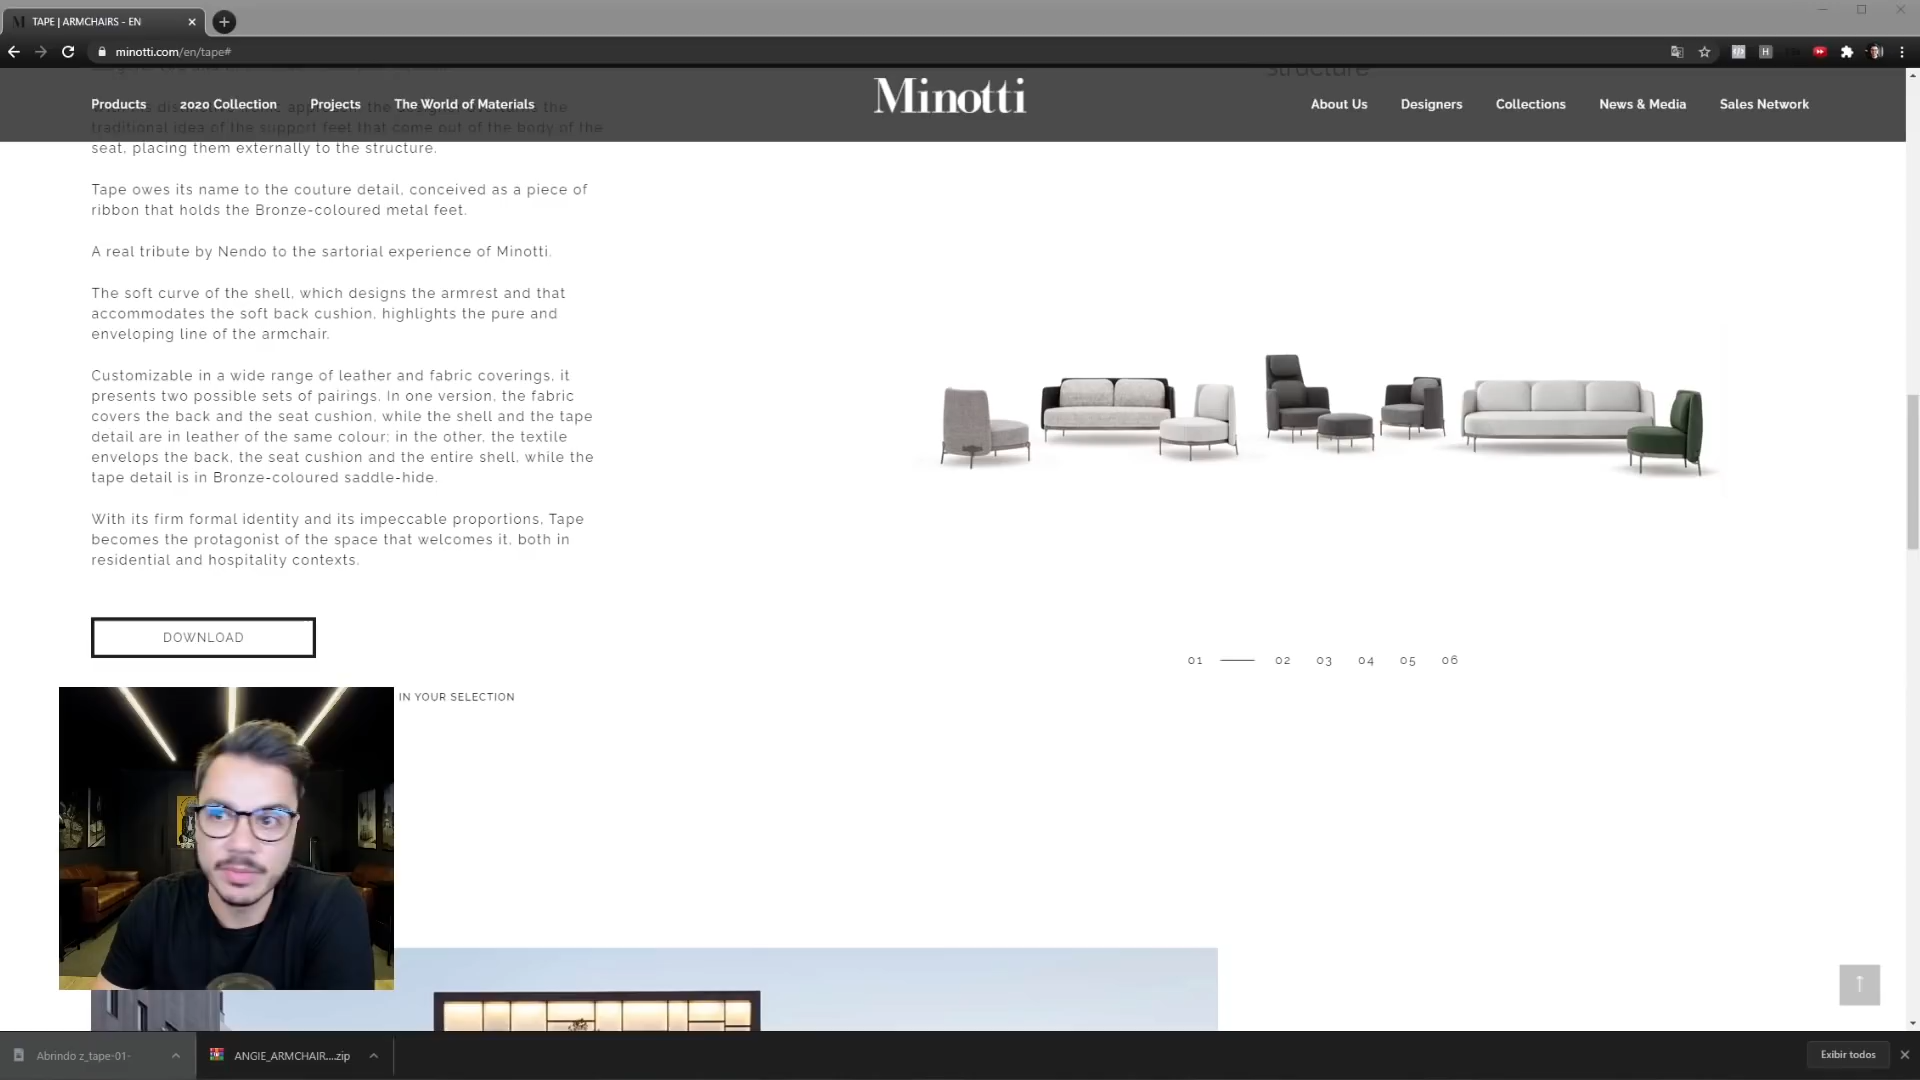 TAPE | ARMCHAIRS - EN
minotti.com/en/tape#
Structure
Products
2020 Collection
Projects
The World of Materials
Minotti
About Us
Designers
Collections
News & Media
Sales Network
traditional idea of the support feet that come out of the body of the
seat, placing them externally to the structure.
Tape owes its name to the couture detail, conceived as a piece of
ribbon that holds the Bronze-coloured metal feet.
A real tribute by Nendo to the sartorial experience of Minotti.
The soft curve of the shell, which designs the armrest and that
accommodates the soft back cushion, highlights the pure and
enveloping line of the armchair.
Customizable in a wide range of leather and fabric coverings, it
presents two possible sets of pairings. In one version, the fabric
covers the back and the seat cushion, while the shell and the tape
detail are in leather of the same colour; in the other, the textile
envelops the back, the seat cushion and the entire shell, while the
tape detail is in Bronze-coloured saddle-hide.
With its firm formal identity and its impeccable proportions, Tape
becomes the protagonist of the space that welcomes it, both in
residential and hospitality contexts.
DOWNLOAD
01 02 03 04 05 06
IN YOUR SELECTION
Abrindo z_tape-01-
ANGIE_ARMCHAIR....zip
Exibir todos